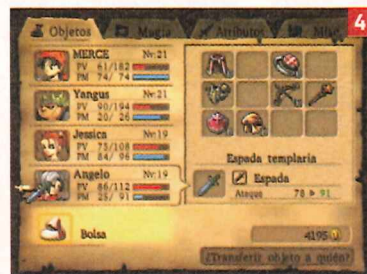 4
Objetos Magia Atributos Misc
MERCE Nv:21
PV 61/182
PM 74/74
Yangus Nv:21
PV 90/194
PM 20/26
Jessica Nv:19
PV 73/108
PM 84/96
Angelo Nv:19
PV 86/112
PM 25/91
Espada templaria
Espada
Ataque 78 ▶ 91
Bolsa
4195
¿Transferir objeto a quién?